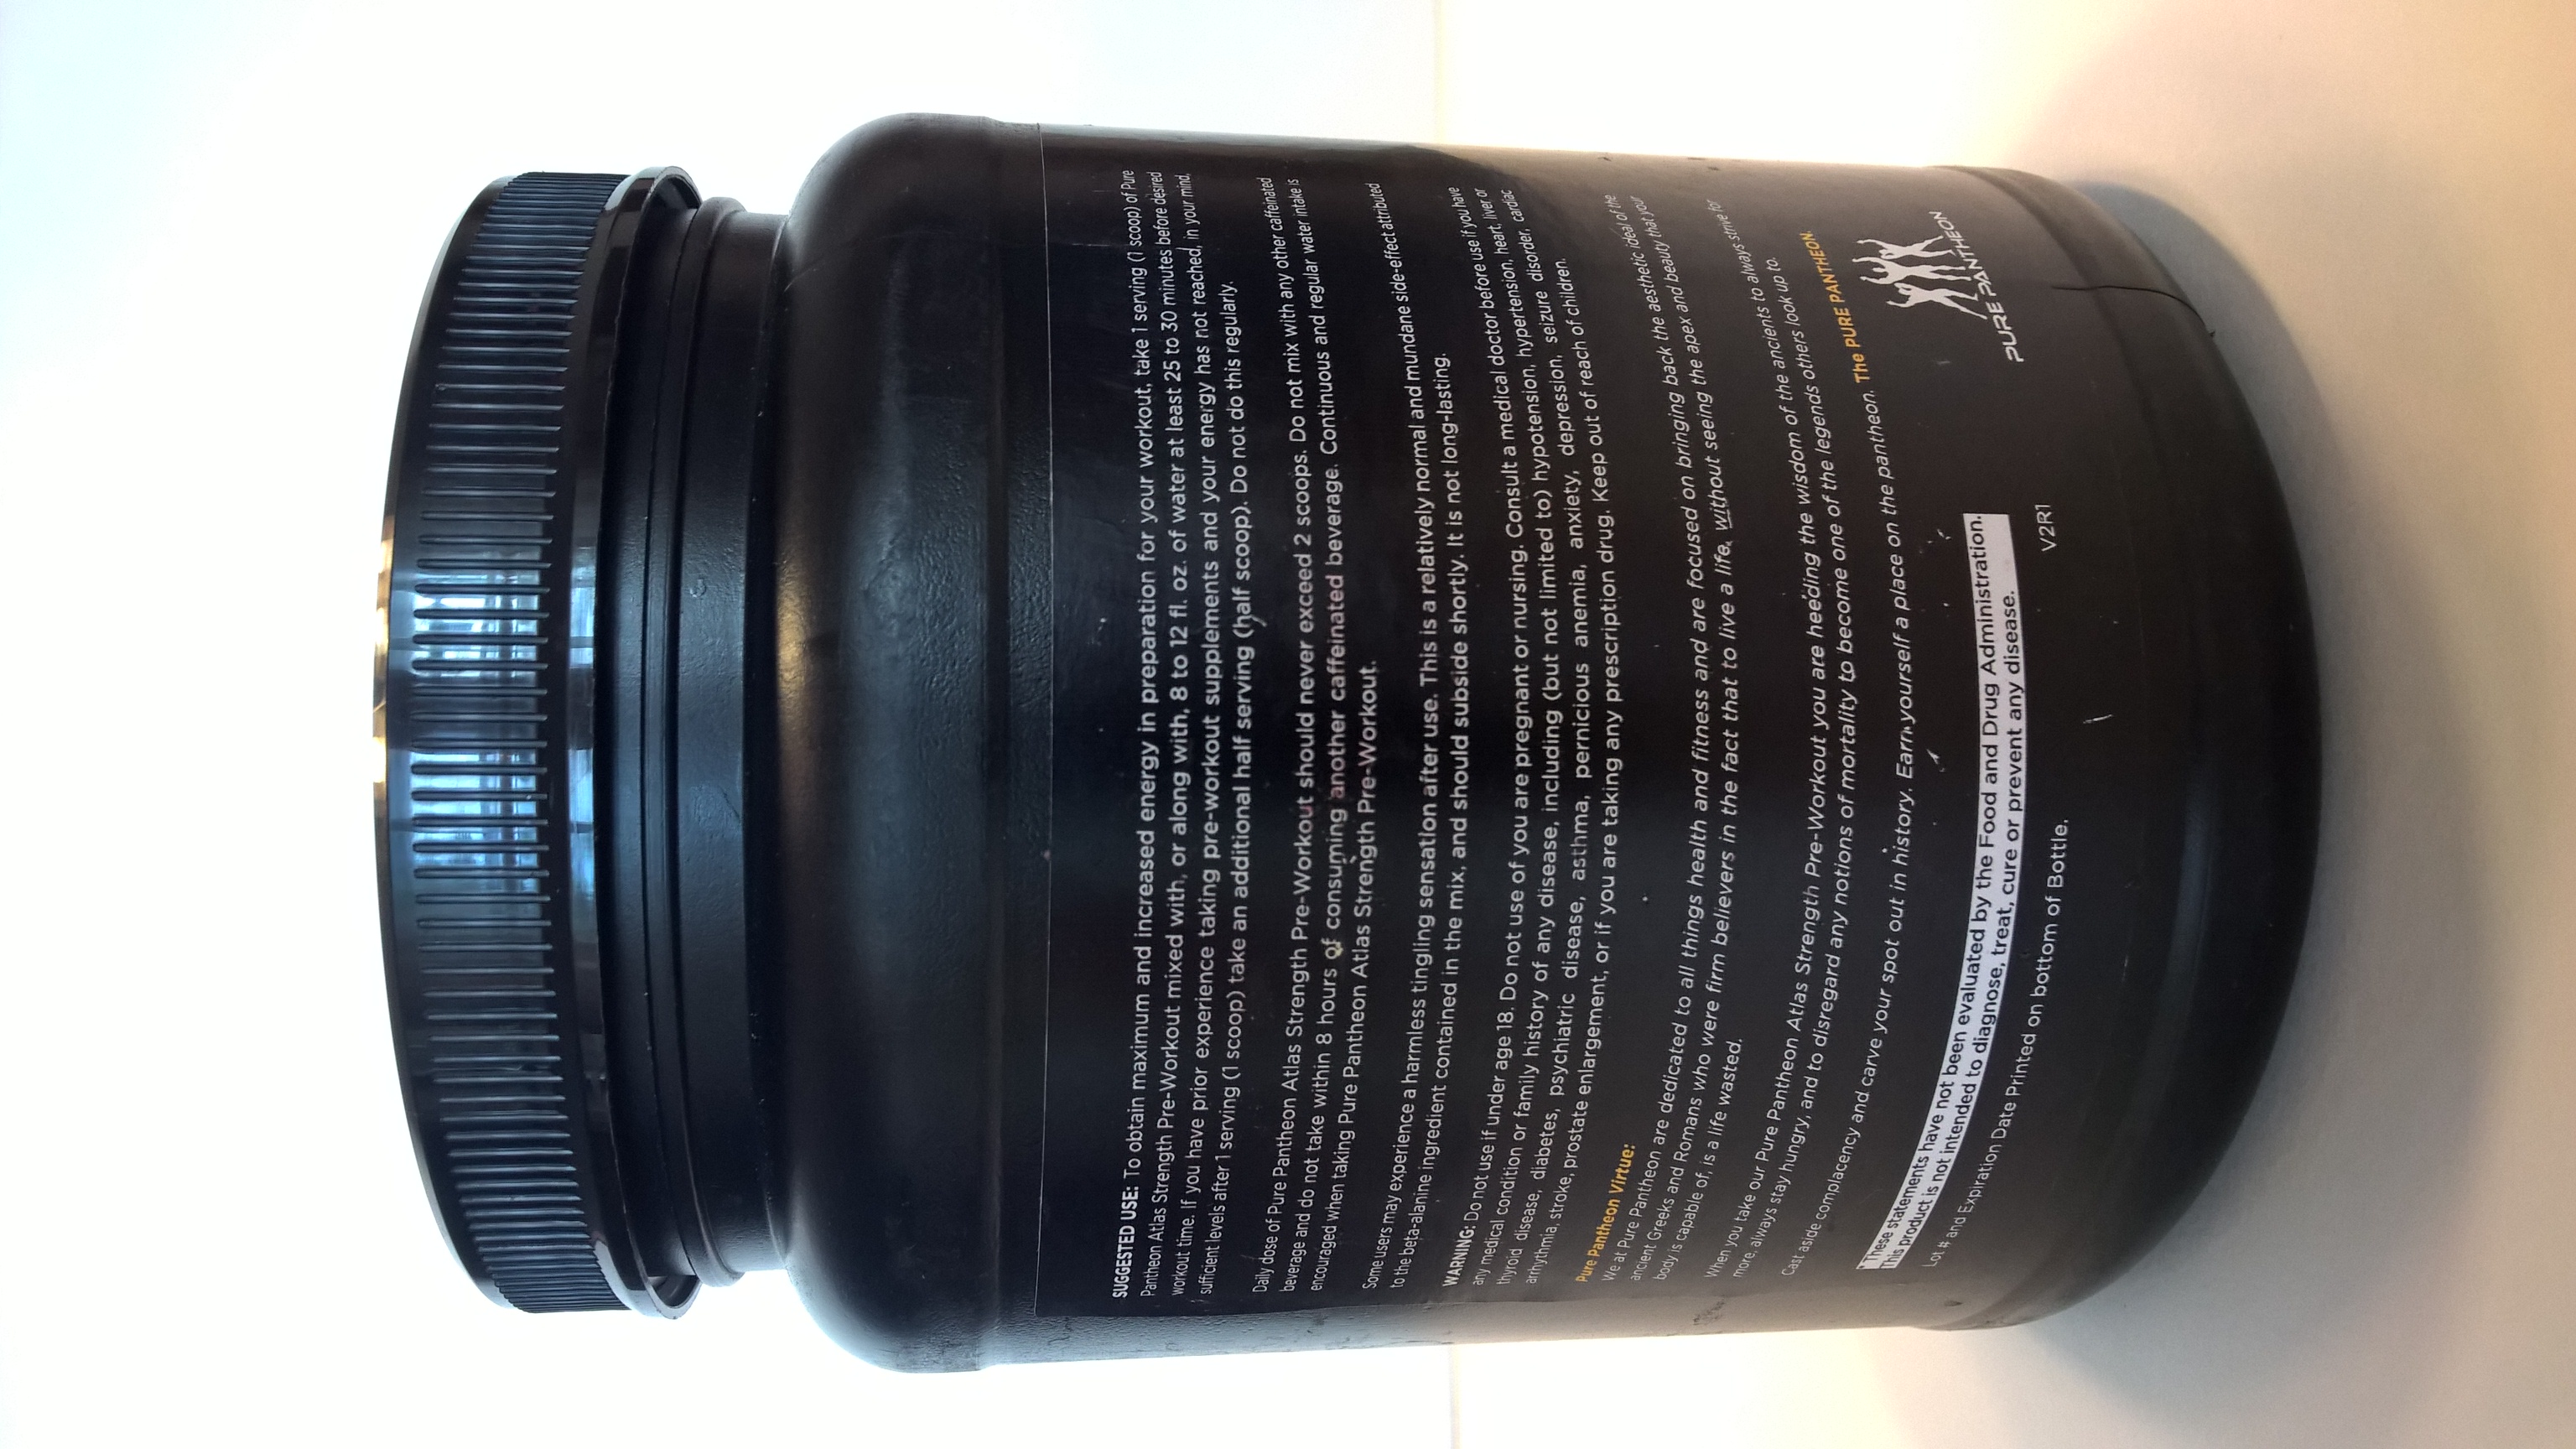 SUGGESTED USE: To obtain maximum and increased energy in preparation for your workout, take 1 serving (1 scoop) of Pure
Pantheon Atlas Strength Pre-Workout mixed with, or along with, 8 to 12 fl. oz. of water at least 25 to 30 minutes before desired
workout time. If you have prior experience taking pre-workout supplements and your energy has not reached, in your mind,
sufficient levels after 1 serving (1 scoop) take an additional half serving (half scoop). Do not do this regularly.
Daily dose of Pure Pantheon Atlas Strength Pre-Workout should never exceed 2 scoops. Do not mix with any other caffeinated
beverage and do not take within 8 hours of consuming another caffeinated beverage. Continuous and regular water intake is
encouraged when taking Pure Pantheon Atlas Strength Pre-Workout.
Some users may experience a harmless tingling sensation after use. This is a relatively normal and mundane side-effect attributed
to the beta-alanine ingredient contained in the mix, and should subside shortly. It is not long-lasting.
WARNING: Do not use if under age 18. Do not use of you are pregnant or nursing. Consult a medical doctor before use if you have
any medical condition or family history of any disease, including (but not limited to) hypotension, hypertension, heart, liver or
thyroid disease, diabetes, psychiatric disease, asthma, pernicious anemia, anxiety, depression, seizure disorder, cardiac
arrhythmia, stroke, prostate enlargement, or if you are taking any prescription drug. Keep out of reach of children.
Pure Pantheon Virtue:
We at Pure Pantheon are dedicated to all things health and fitness and are focused on bringing back the aesthetic ideal of the
ancient Greeks and Romans who were firm believers in the fact that to live a life, without seeing the apex and beauty that your
body is capable of, is a life wasted.
When you take our Pure Pantheon Atlas Strength Pre-Workout you are heeding the wisdom of the ancients to always strive for
more, always stay hungry, and to disregard any notions of mortality to become one of the legends others look up to.
Cast aside complacency and carve your spot out in history. Earn yourself a place on the pantheon. The PURE PANTHEON.
* These statements have not been evaluated by the Food and Drug Administration.
This product is not intended to diagnose, treat, cure or prevent any disease.
Lot # and Expiration Date Printed on bottom of Bottle.
V2R1
PURE PANTHEON